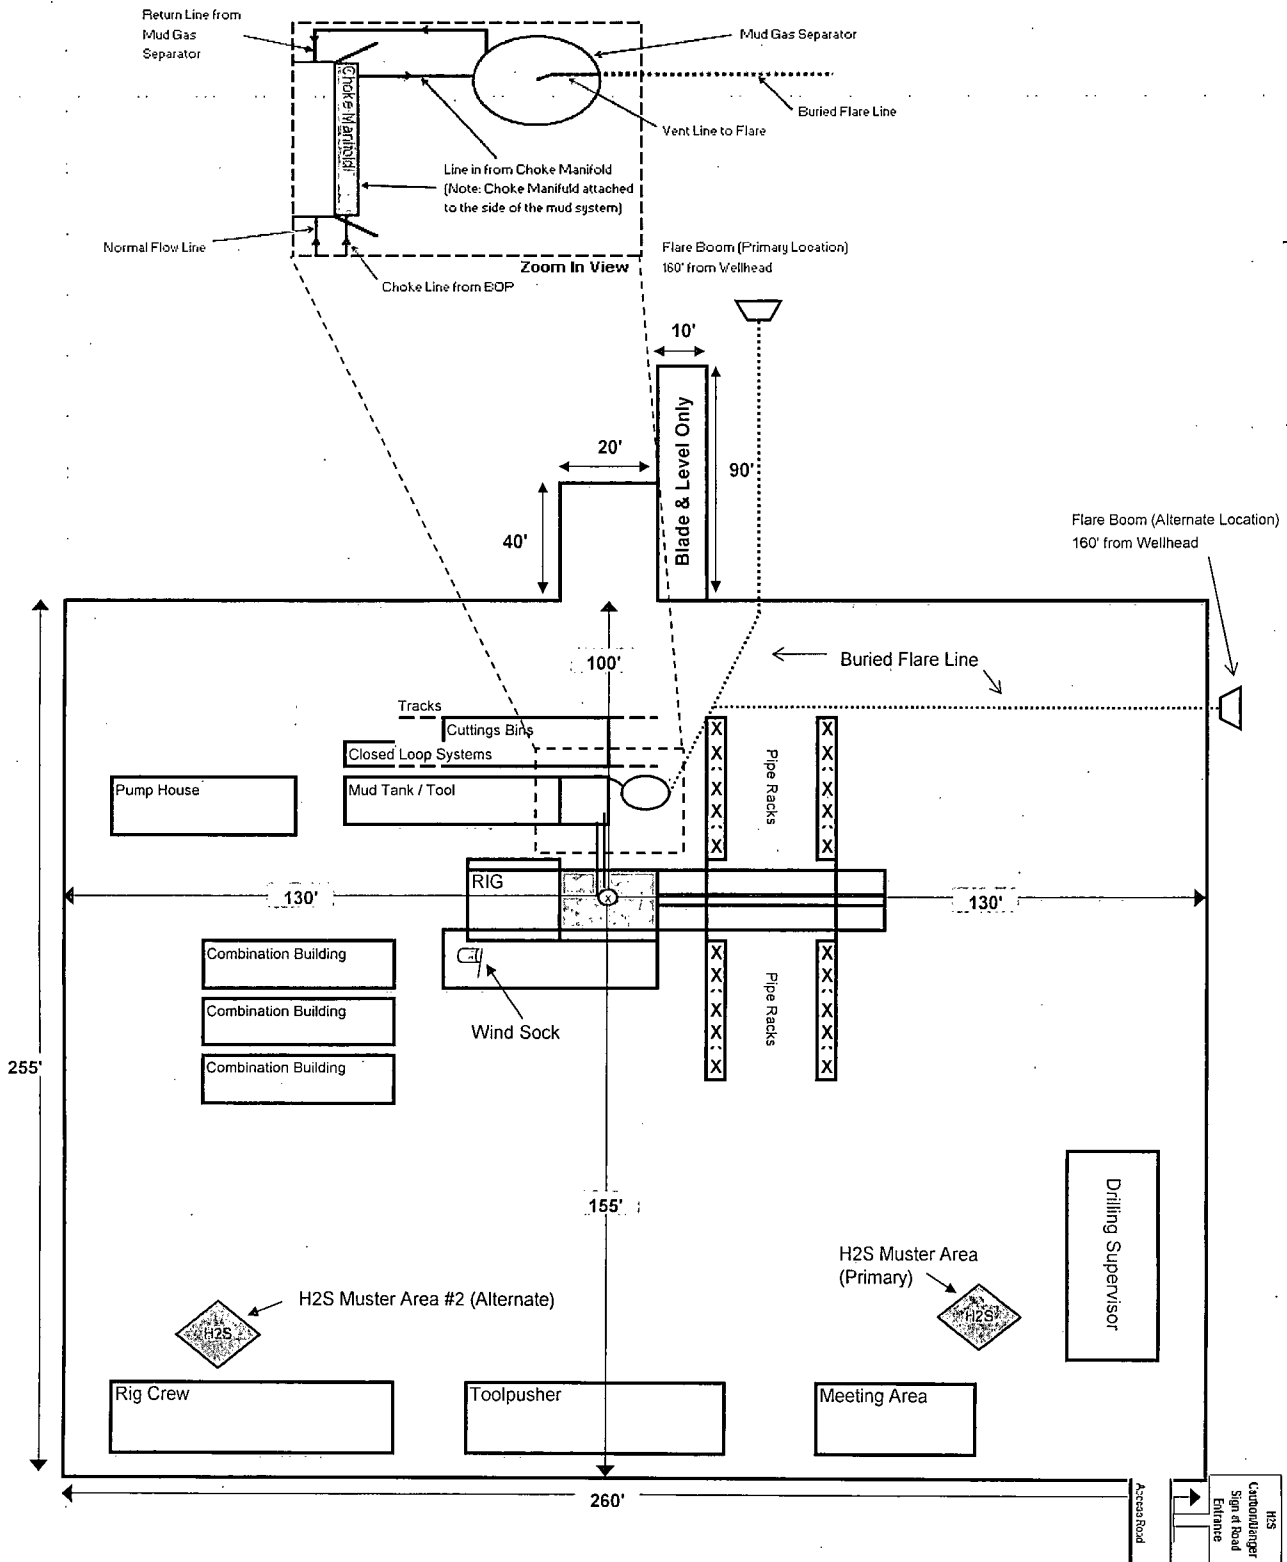 Return Line from
Mud Gas
Separator
Mud Gas Separator
Choke Manifold
Buried Flare Line
Vent Line to Flare
Line in from Choke Manifold
(Note: Choke Manifold attached
to the side of the mud system)
Normal Flow Line
Choke Line from BOP
Zoom In View
Flare Boom (Primary Location)
160' from Wellhead
10'
Blade & Level Only
90'
20'
40'
Flare Boom (Alternate Location)
160' from Wellhead
100'
Buried Flare Line
Tracks
Cuttings Bins
Closed Loop Systems
Mud Tank / Tool
Pump House
X
X
X
X
X
Pipe Racks
X
X
X
X
X
RIG
x
130'
130'
Combination Building
Combination Building
Combination Building
Wind Sock
X
X
X
X
X
Pipe Racks
X
X
X
X
X
255'
155'
Drilling Supervisor
H2S Muster Area
(Primary)
H2S
H2S Muster Area #2 (Alternate)
H2S
Rig Crew
Toolpusher
Meeting Area
260'
Access Road
H2S
Caution/Danger
Sign at Road
Entrance